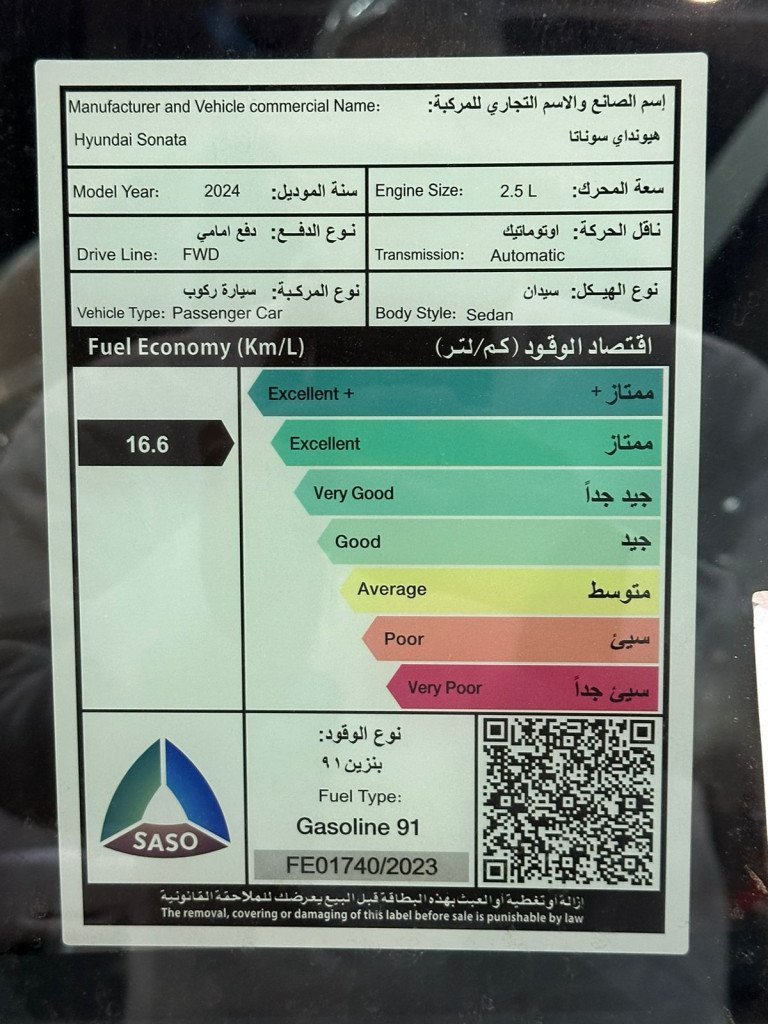 Manufacturer and Vehicle commercial Name: إسم الصانع والاسم التجاري للمركبة:
Hyundai Sonata هيونداي سوناتا
Model Year: 2024 سنة الموديل:
Engine Size: 2.5 L سعة المحرك:
نـوع الدفــع: دفع امامي
Drive Line: FWD
ناقل الحركة: اوتوماتيك
Transmission: Automatic
نوع المركـبة: سيارة ركوب
Vehicle Type: Passenger Car
نوع الهيـكل: سيدان
Body Style: Sedan
Fuel Economy (Km/L) اقتصاد الوقود (كم/لتر)
Excellent + ممتاز +
16.6
Excellent ممتاز
Very Good جيد جداً
Good جيد
Average متوسط
Poor سيئ
Very Poor سيئ جداً
SASO
نوع الوقود:
بنزين ٩١
Fuel Type:
Gasoline 91
FE01740/2023
إزالة او تغطية أو العبث بهذه البطاقة قبل البيع يعرضك للملاحقة القانونية
The removal, covering or damaging of this label before sale is punishable by law